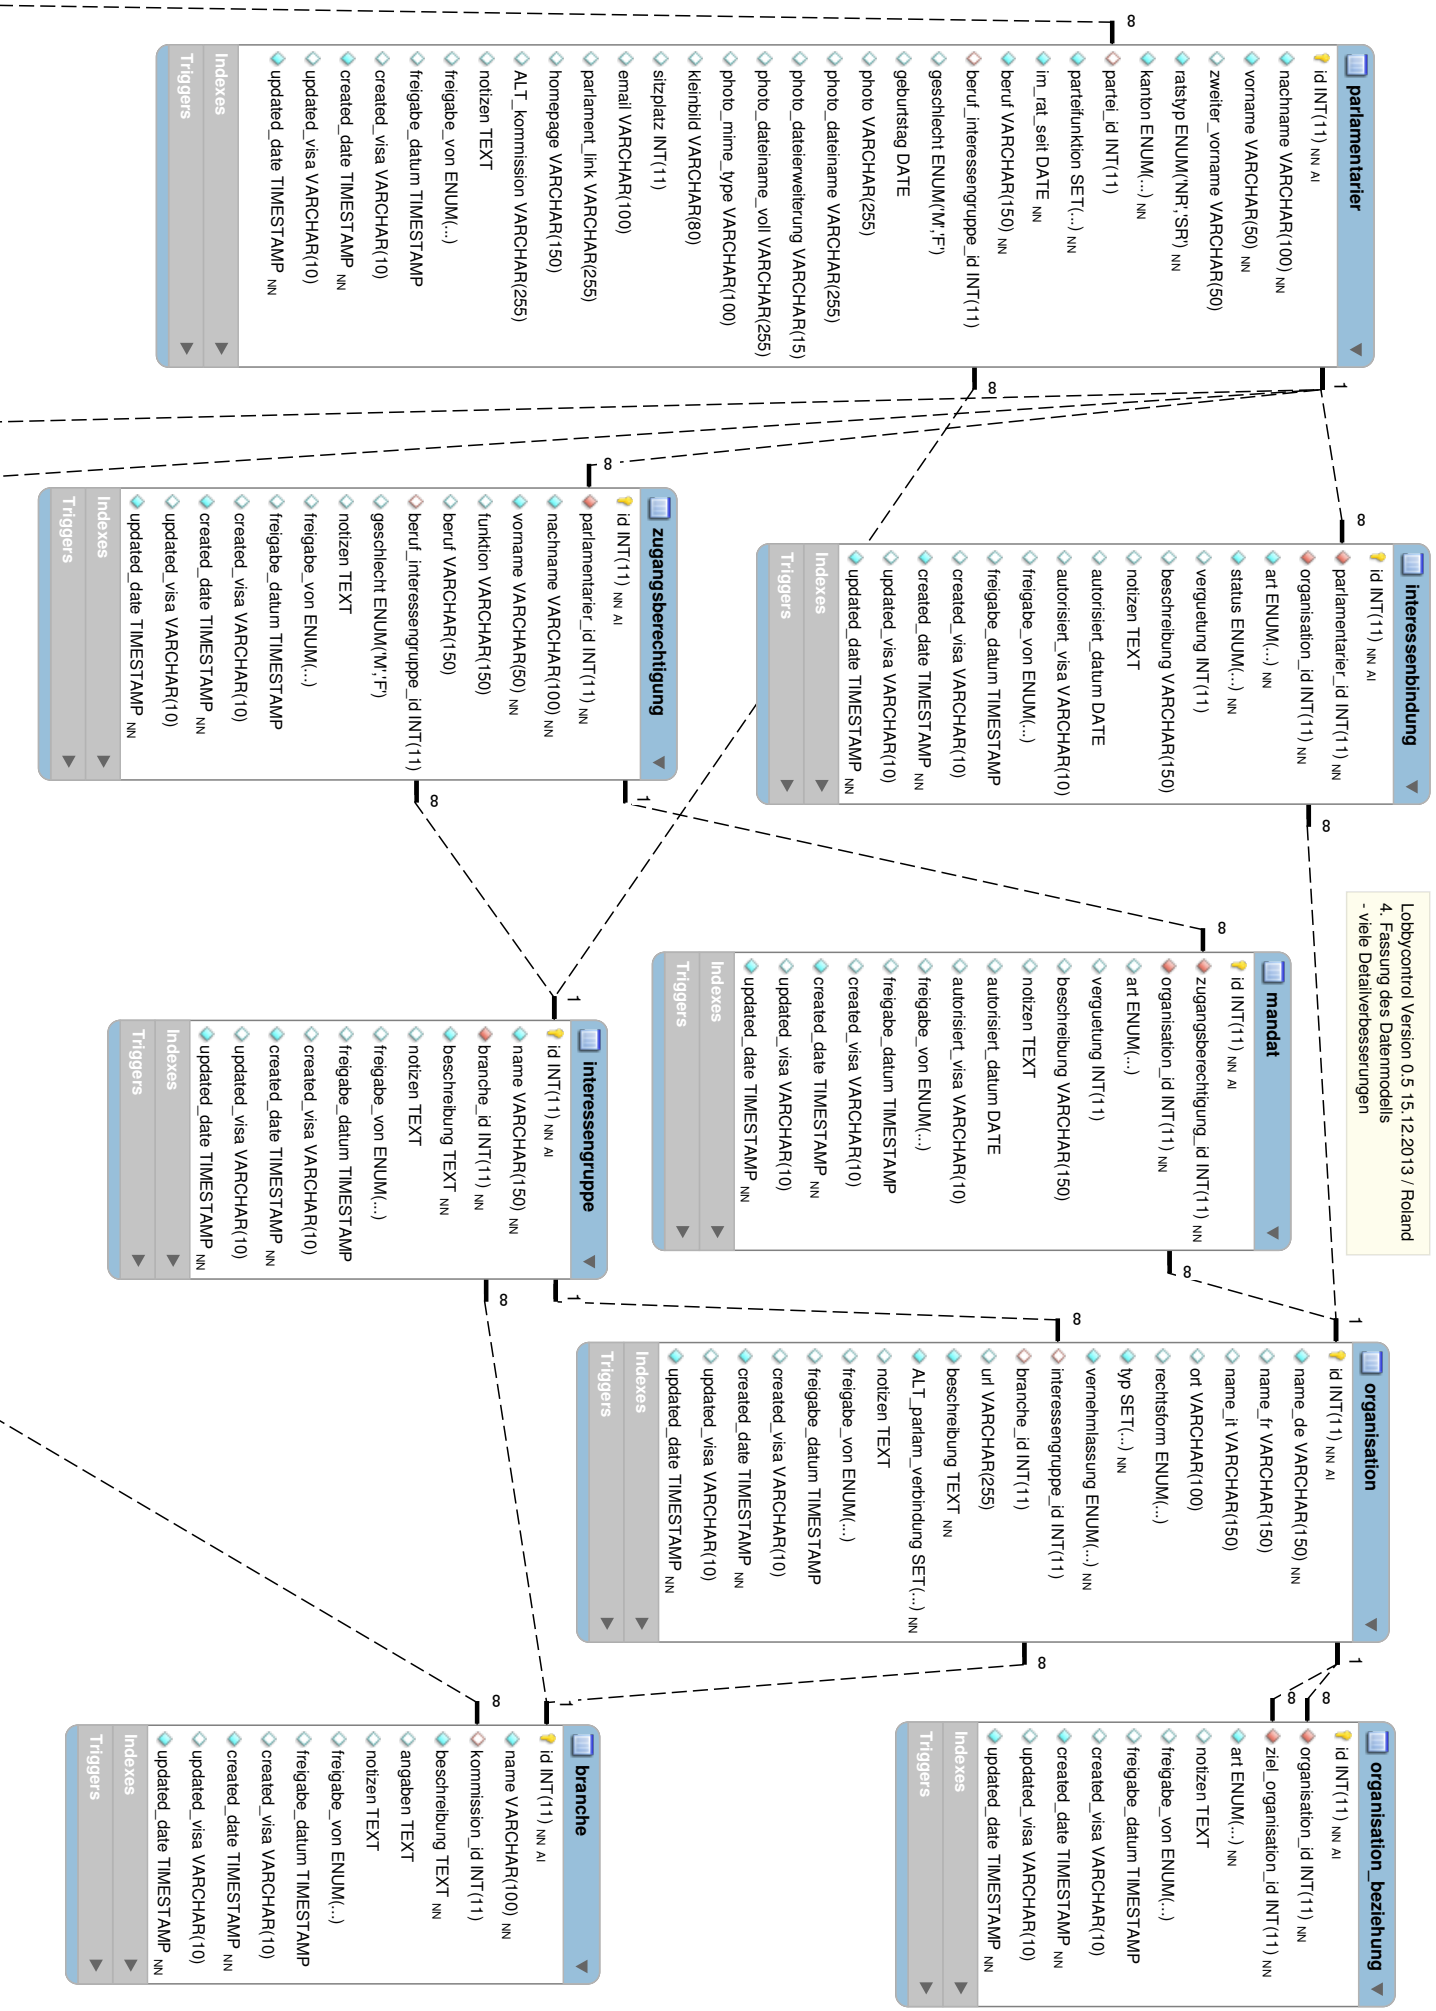 parlamentarier
id INT(11) NN AI
nachname VARCHAR(100) NN
vorname VARCHAR(50) NN
zweiter_vorname VARCHAR(50)
ratstyp ENUM('NR','SR') NN
kanton ENUM(...) NN
partei_id INT(11)
parteifunktion SET(...) NN
im_rat_seit DATE NN
beruf VARCHAR(150) NN
beruf_interessengruppe_id INT(11)
geschlecht ENUM('M','F')
geburtstag DATE
photo VARCHAR(255)
photo_dateiname VARCHAR(255)
photo_dateierweiterung VARCHAR(15)
photo_dateiname_voll VARCHAR(255)
photo_mime_type VARCHAR(100)
kleinbild VARCHAR(80)
sitzplatz INT(11)
email VARCHAR(100)
parlament_link VARCHAR(255)
homepage VARCHAR(150)
ALT_kommission VARCHAR(255)
notizen TEXT
freigabe_von ENUM(...)
freigabe_datum TIMESTAMP
created_visa VARCHAR(10)
created_date TIMESTAMP NN
updated_visa VARCHAR(10)
updated_date TIMESTAMP NN
Indexes
Triggers
8
8
1
interessenbindung
id INT(11) NN AI
parlamentarier_id INT(11) NN
organisation_id INT(11) NN
art ENUM(...) NN
status ENUM(...) NN
verguetung INT(11)
beschreibung VARCHAR(150)
notizen TEXT
autorisiert_datum DATE
autorisiert_visa VARCHAR(10)
freigabe_von ENUM(...)
freigabe_datum TIMESTAMP
created_visa VARCHAR(10)
created_date TIMESTAMP NN
updated_visa VARCHAR(10)
updated_date TIMESTAMP NN
Indexes
Triggers
8
8
zugangsberechtigung
id INT(11) NN AI
parlamentarier_id INT(11) NN
nachname VARCHAR(100) NN
vorname VARCHAR(50) NN
funktion VARCHAR(150)
beruf VARCHAR(150)
beruf_interessengruppe_id INT(11)
geschlecht ENUM('M','F')
notizen TEXT
freigabe_von ENUM(...)
freigabe_datum TIMESTAMP
created_visa VARCHAR(10)
created_date TIMESTAMP NN
updated_visa VARCHAR(10)
updated_date TIMESTAMP NN
Indexes
Triggers
8
8
1
Lobbycontrol Version 0.5 15.12.2013 / Roland
4. Fassung des Datenmodells
- viele Detailverbesserungen
mandat
id INT(11) NN AI
zugangsberechtigung_id INT(11) NN
organisation_id INT(11) NN
art ENUM(...)
verguetung INT(11)
beschreibung VARCHAR(150)
notizen TEXT
autorisiert_datum DATE
autorisiert_visa VARCHAR(10)
freigabe_von ENUM(...)
freigabe_datum TIMESTAMP
created_visa VARCHAR(10)
created_date TIMESTAMP NN
updated_visa VARCHAR(10)
updated_date TIMESTAMP NN
Indexes
Triggers
8
8
interessengruppe
id INT(11) NN AI
name VARCHAR(150) NN
branche_id INT(11) NN
beschreibung TEXT NN
notizen TEXT
freigabe_von ENUM(...)
freigabe_datum TIMESTAMP
created_visa VARCHAR(10)
created_date TIMESTAMP NN
updated_visa VARCHAR(10)
updated_date TIMESTAMP NN
Indexes
Triggers
1
1
8
organisation
id INT(11) NN AI
name_de VARCHAR(150) NN
name_fr VARCHAR(150)
name_it VARCHAR(150)
ort VARCHAR(100)
rechtsform ENUM(...)
typ SET(...) NN
vernehmlassung ENUM(...) NN
interessengruppe_id INT(11)
branche_id INT(11)
url VARCHAR(255)
beschreibung TEXT NN
ALT_parlam_verbindung SET(...) NN
notizen TEXT
freigabe_von ENUM(...)
freigabe_datum TIMESTAMP
created_visa VARCHAR(10)
created_date TIMESTAMP NN
updated_visa VARCHAR(10)
updated_date TIMESTAMP NN
Indexes
Triggers
1
8
1
8
organisation_beziehung
id INT(11) NN AI
organisation_id INT(11) NN
ziel_organisation_id INT(11) NN
art ENUM(...) NN
notizen TEXT
freigabe_von ENUM(...)
freigabe_datum TIMESTAMP
created_visa VARCHAR(10)
created_date TIMESTAMP NN
updated_visa VARCHAR(10)
updated_date TIMESTAMP NN
Indexes
Triggers
8
8
branche
id INT(11) NN AI
name VARCHAR(100) NN
kommission_id INT(11)
beschreibung TEXT NN
angaben TEXT
notizen TEXT
freigabe_von ENUM(...)
freigabe_datum TIMESTAMP
created_visa VARCHAR(10)
created_date TIMESTAMP NN
updated_visa VARCHAR(10)
updated_date TIMESTAMP NN
Indexes
Triggers
1
8